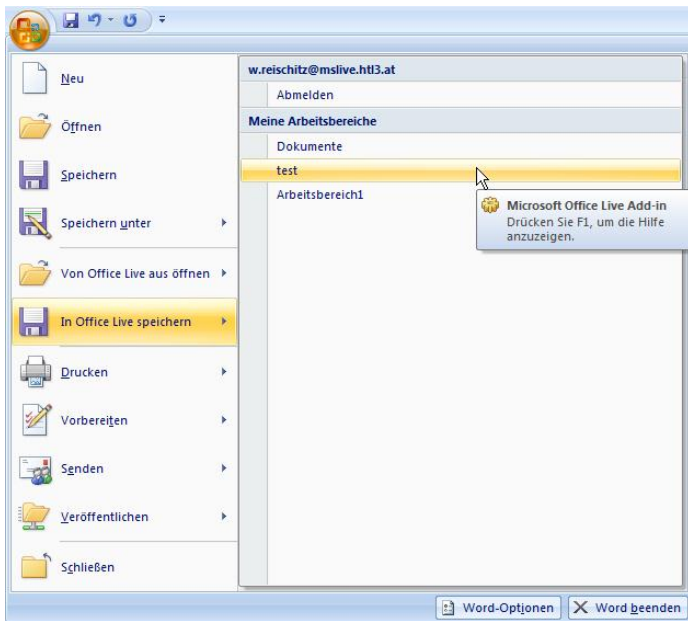 Neu
Öffnen
Speichern
Speichern unter
Von Office Live aus öffnen
In Office Live speichern
Drucken
Vorbereiten
Senden
Veröffentlichen
Schließen
w.reischitz@mslive.htl3.at
Abmelden
Meine Arbeitsbereiche
Dokumente
test
Arbeitsbereich1
Microsoft Office Live Add-in
Drücken Sie F1, um die Hilfe
anzuzeigen.
Word-Optionen
Word beenden